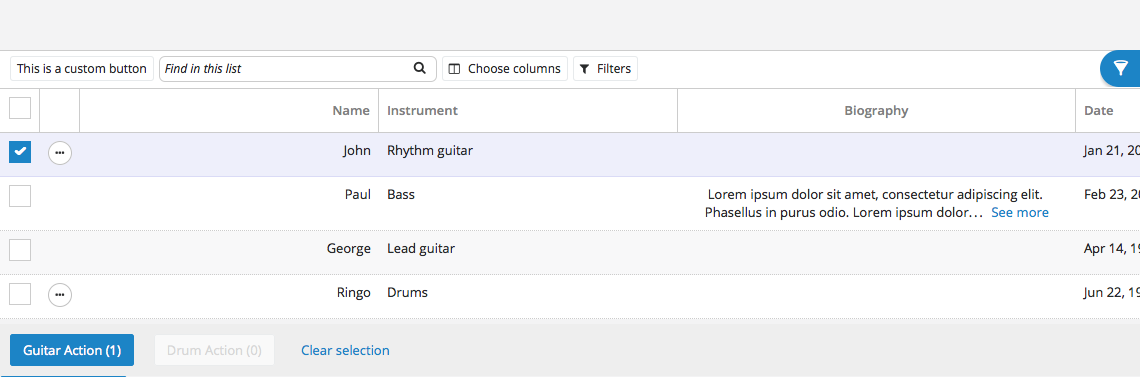 This is a custom button Find in this list Choose columns Filters
Name Instrument Biography Date
John Rhythm guitar Jan 21, 20
Paul Bass Lorem ipsum dolor sit amet, consectetur adipiscing elit. Feb 23, 20
Phasellus in purus odio. Lorem ipsum dolor... See more
George Lead guitar Apr 14, 19
Ringo Drums Jun 22, 19
Guitar Action (1) Drum Action (0) Clear selection